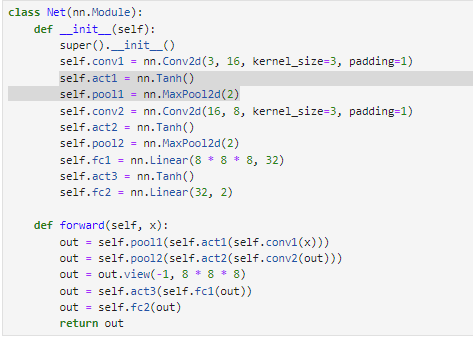 class Net(nn.Module):
    def __init__(self):
        super().__init__()
        self.conv1 = nn.Conv2d(3, 16, kernel_size=3, padding=1)
        self.act1 = nn.Tanh()
        self.pool1 = nn.MaxPool2d(2)
        self.conv2 = nn.Conv2d(16, 8, kernel_size=3, padding=1)
        self.act2 = nn.Tanh()
        self.pool2 = nn.MaxPool2d(2)
        self.fc1 = nn.Linear(8 * 8 * 8, 32)
        self.act3 = nn.Tanh()
        self.fc2 = nn.Linear(32, 2)

    def forward(self, x):
        out = self.pool1(self.act1(self.conv1(x)))
        out = self.pool2(self.act2(self.conv2(out)))
        out = out.view(-1, 8 * 8 * 8)
        out = self.act3(self.fc1(out))
        out = self.fc2(out)
        return out